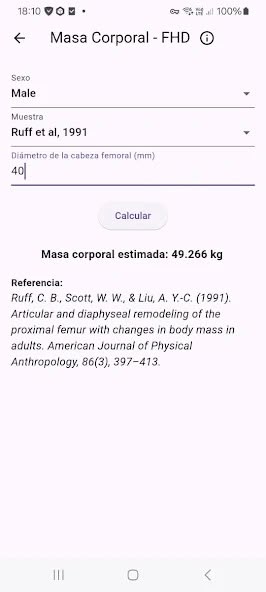 18:10
100%
Masa Corporal - FHD
Sexo
Male
Muestra
Ruff et al, 1991
Diámetro de la cabeza femoral (mm)
40
Calcular
Masa corporal estimada: 49.266 kg
Referencia:
Ruff, C. B., Scott, W. W., & Liu, A. Y.-C. (1991).
Articular and diaphyseal remodeling of the
proximal femur with changes in body mass in
adults. American Journal of Physical
Anthropology, 86(3), 397–413.